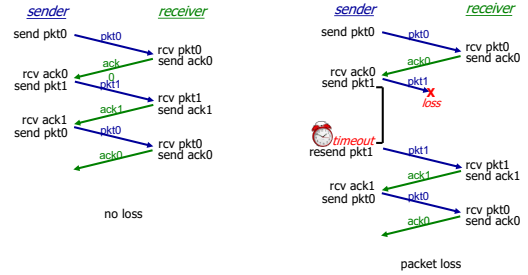 sender
receiver
send pkt0
pkt0
rcv pkt0
send ack0
ack
0
rcv ack0
send pkt1
pkt1
rcv pkt1
send ack1
ack1
rcv ack1
send pkt0
pkt0
rcv pkt0
send ack0
ack0
no loss
sender
receiver
send pkt0
pkt0
rcv pkt0
send ack0
ack0
rcv ack0
send pkt1
pkt1
X
loss
timeout
resend pkt1
pkt1
rcv pkt1
send ack1
ack1
rcv ack1
send pkt0
pkt0
rcv pkt0
send ack0
ack0
packet loss